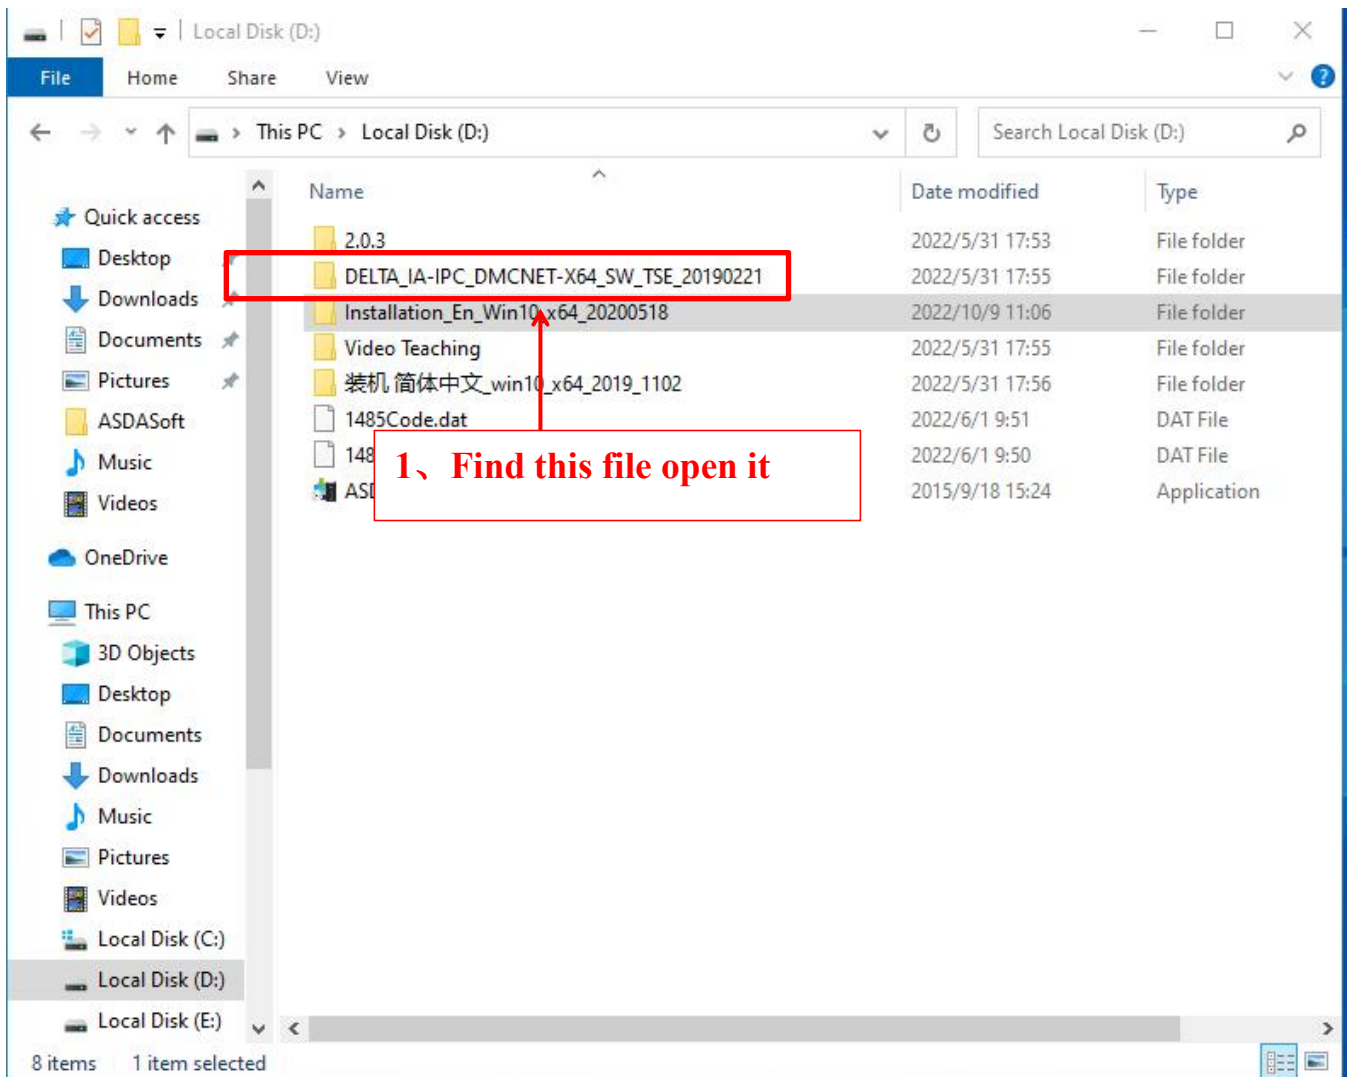 Local Disk (D:)
File Home Share View
This PC › Local Disk (D:)
Search Local Disk (D:)
Name Date modified Type
Quick access
Desktop
Downloads
Documents
Pictures
ASDASoft
Music
Videos
OneDrive
This PC
3D Objects
Desktop
Documents
Downloads
Music
Pictures
Videos
Local Disk (C:)
Local Disk (D:)
Local Disk (E:)
2.0.3 2022/5/31 17:53 File folder
DELTA_IA-IPC_DMCNET-X64_SW_TSE_20190221 2022/5/31 17:55 File folder
Installation_En_Win10_x64_20200518 2022/10/9 11:06 File folder
Video Teaching 2022/5/31 17:55 File folder
装机 简体中文_win10_x64_2019_1102 2022/5/31 17:56 File folder
1485Code.dat 2022/6/1 9:51 DAT File
148 2022/6/1 9:50 DAT File
ASD 2015/9/18 15:24 Application
1、Find this file open it
8 items 1 item selected